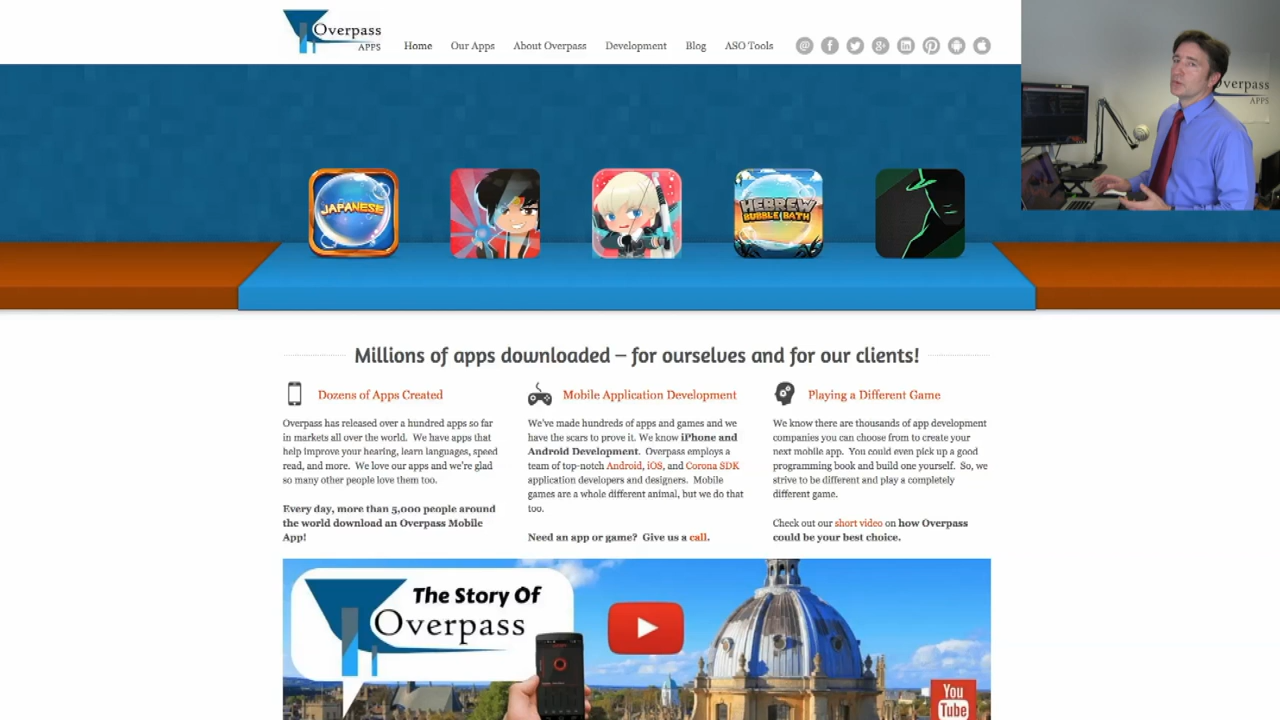 Overpass
APPS
Home
Our Apps
About Overpass
Development
Blog
ASO Tools
Overpass
APPS
JAPANESE
HEBREW
BUBBLE BATH
Millions of apps downloaded – for ourselves and for our clients!
Dozens of Apps Created
Overpass has released over a hundred apps so far
in markets all over the world. We have apps that
help improve your hearing, learn languages, speed
read, and more. We love our apps and we're glad
so many other people love them too.
Every day, more than 5,000 people around
the world download an Overpass Mobile
App!
Mobile Application Development
We've made hundreds of apps and games and we
have the scars to prove it. We know iPhone and
Android Development. Overpass employs a
team of top-notch Android, iOS, and Corona SDK
application developers and designers. Mobile
games are a whole different animal, but we do that
too.
Need an app or game? Give us a call.
Playing a Different Game
We know there are thousands of app development
companies you can choose from to create your
next mobile app. You could even pick up a good
programming book and build one yourself. So, we
strive to be different and play a completely
different game.
Check out our short video on how Overpass
could be your best choice.
The Story Of
Overpass
You
Tube